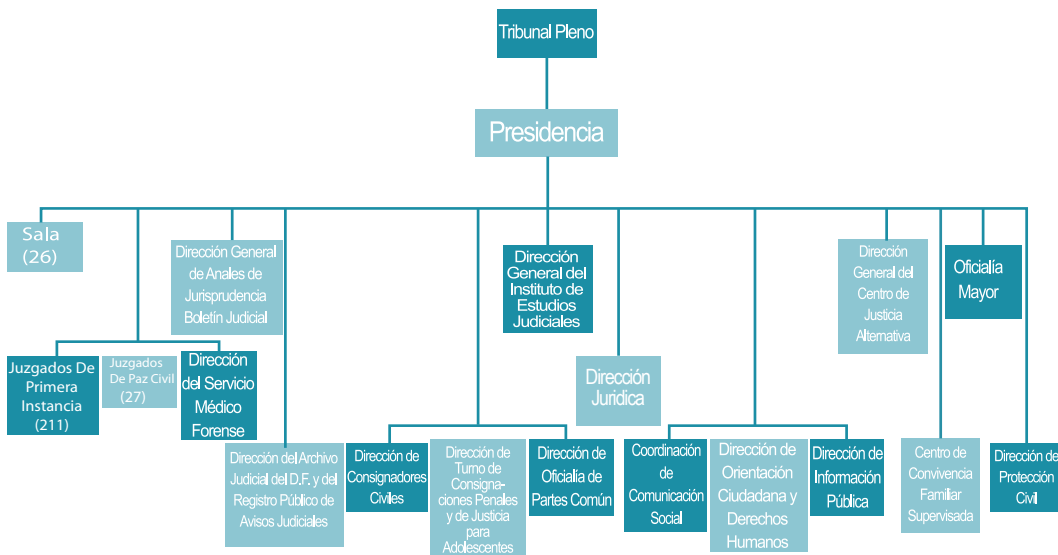 Tribunal Pleno
Presidencia
Sala
(26)
Dirección General
de Anales de
Jurisprudencia
Boletín Judicial
Dirección
General del
Instituto de
Estudios
Judiciales
Dirección
General del
Centro de
Justicia
Alternativa
Oficialía
Mayor
Juzgados De
Primera
Instancia
(211)
Juzgados
De Paz Civil
(27)
Dirección
del Servicio
Médico
Forense
Dirección
Juridica
Dirección del Archivo
Judicial del D.F. y del
Registro Público de
Avisos Judiciales
Dirección de
Consignadores
Civiles
Dirección de
Turno de
Consigna-
ciones Penales
y de Justicia
para
Adolescentes
Dirección de
Oficialia de
Partes Común
Coordinación
de
Comunicación
Social
Dirección de
Orientación
Ciudadana y
Derechos
Humanos
Dirección de
Información
Pública
Centro de
Convivencia
Familiar
Supervisada
Dirección de
Protección
Civil